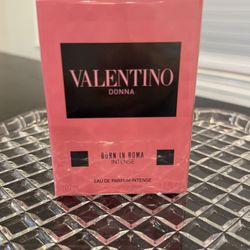 VALENTINO
DONNA
BORN IN ROMA
INTENSE
EAU DE PARFUM INTENSE